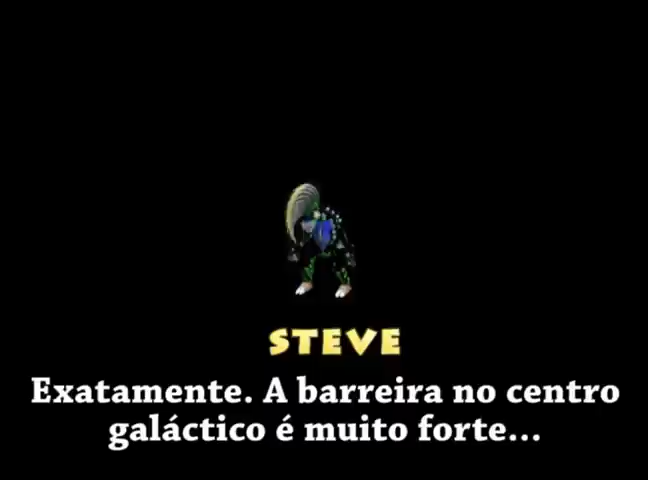 STEVE
Exatamente. A barreira no centro
galáctico é muito forte...